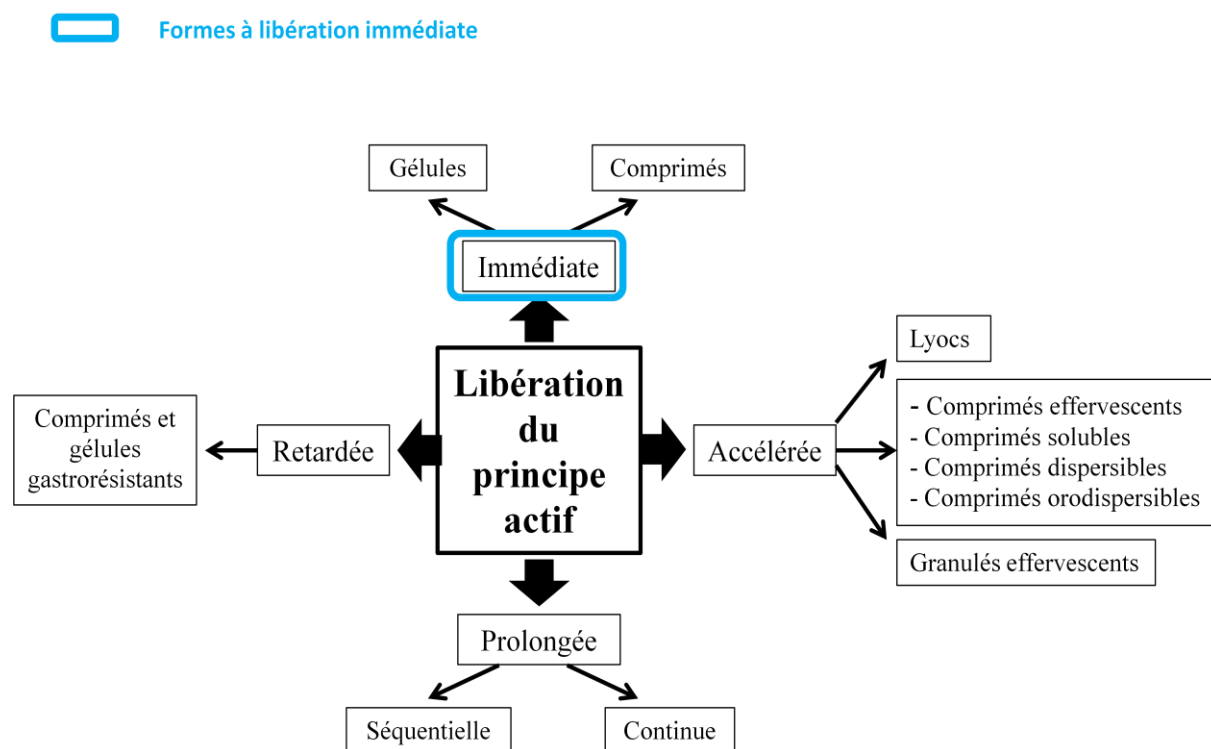 Formes à libération immédiate
Gélules
Comprimés
Immédiate
Libération
du
principe
actif
Retardée
Comprimés et
gélules
gastrorésistants
Accélérée
Lyocs
- Comprimés effervescents
- Comprimés solubles
- Comprimés dispersibles
- Comprimés orodispersibles
Granulés effervescents
Prolongée
Séquentielle
Continue